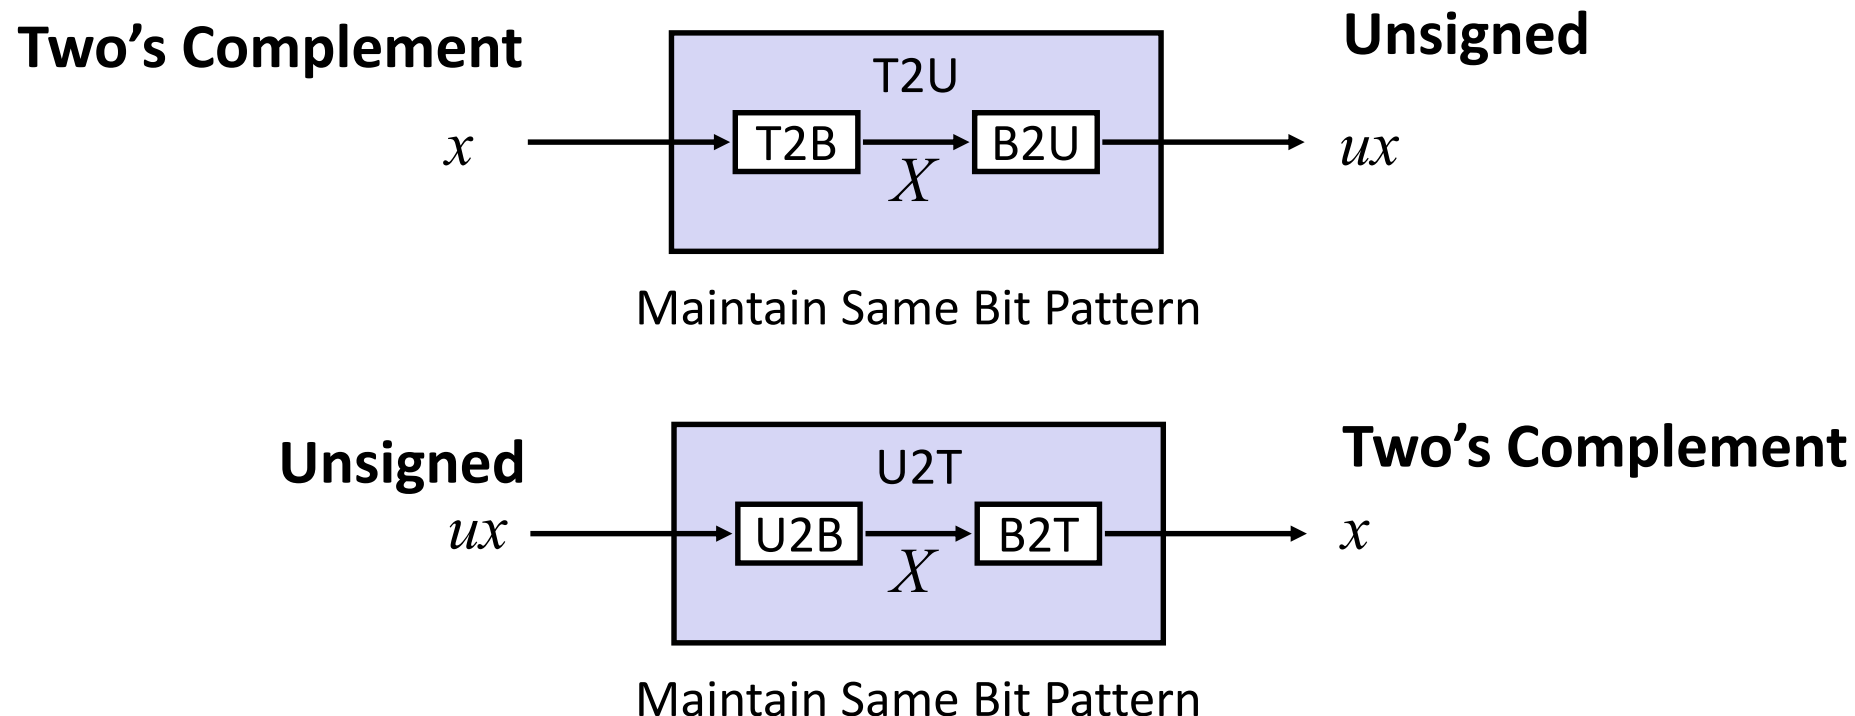 Two’s Complement
Unsigned
T2U
x
T2B
X
B2U
ux
Maintain Same Bit Pattern
Unsigned
Two’s Complement
U2T
ux
U2B
X
B2T
x
Maintain Same Bit Pattern